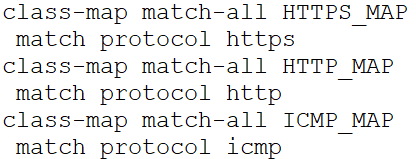 class-map match-all HTTPS_MAP
 match protocol https
class-map match-all HTTP_MAP
 match protocol http
class-map match-all ICMP_MAP
 match protocol icmp